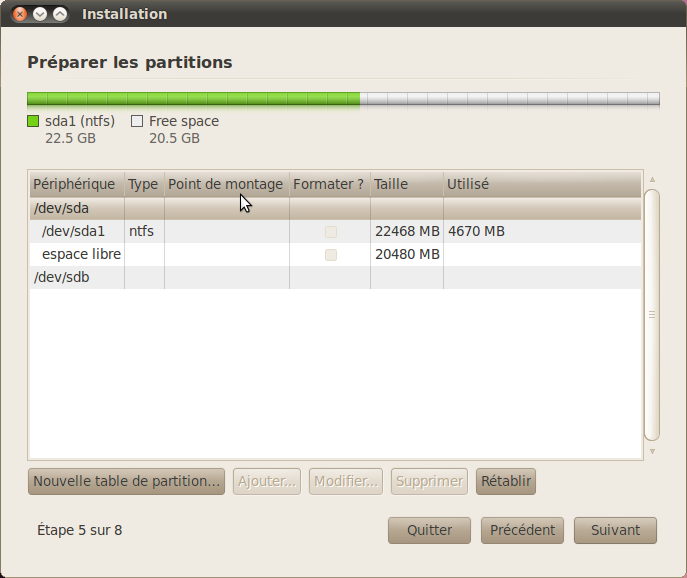 Installation
Préparer les partitions
sda1 (ntfs) Free space
22.5 GB 20.5 GB
Périphérique Type Point de montage Formater ? Taille Utilisé
/dev/sda
/dev/sda1 ntfs 22468 MB 4670 MB
espace libre 20480 MB
/dev/sdb
Nouvelle table de partition... Ajouter... Modifier... Supprimer Rétablir
Étape 5 sur 8 Quitter Précédent Suivant